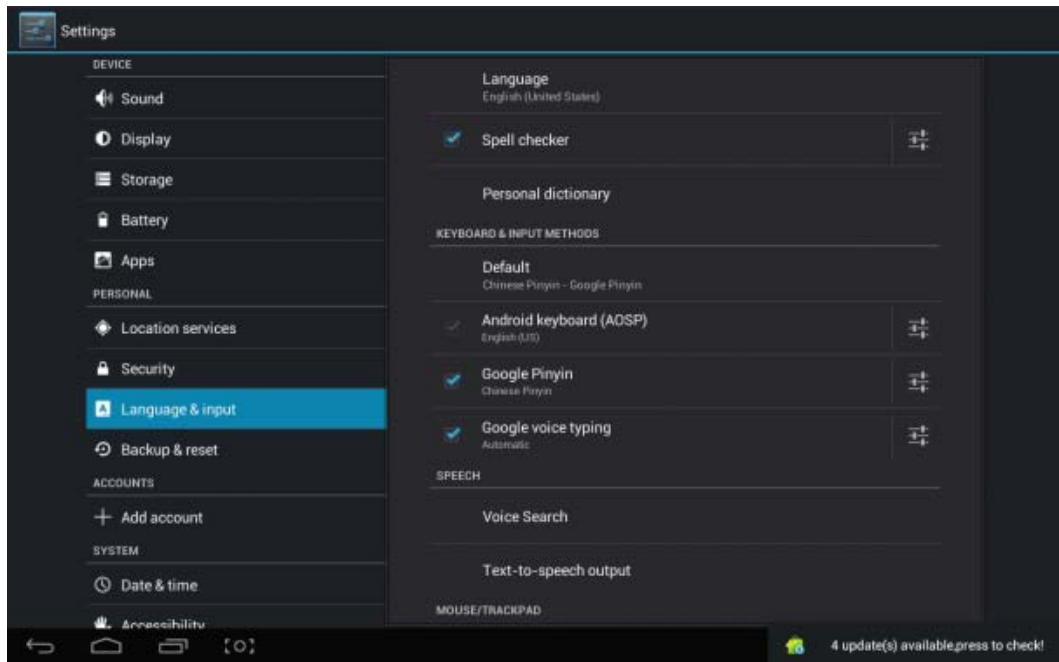 Settings
DEVICE
Sound
Display
Storage
Battery
Apps
PERSONAL
Location services
Security
Language & input
Backup & reset
ACCOUNTS
Add account
SYSTEM
Date & time
Accessibility
Language
English (United States)
Spell checker
Personal dictionary
KEYBOARD & INPUT METHODS
Default
Chinese Pinyin - Google Pinyin
Android keyboard (AOSP)
English (US)
Google Pinyin
Chinese Pinyin
Google voice typing
Automatic
SPEECH
Voice Search
Text-to-speech output
MOUSE/TRACKPAD
4 update(s) available,press to check!